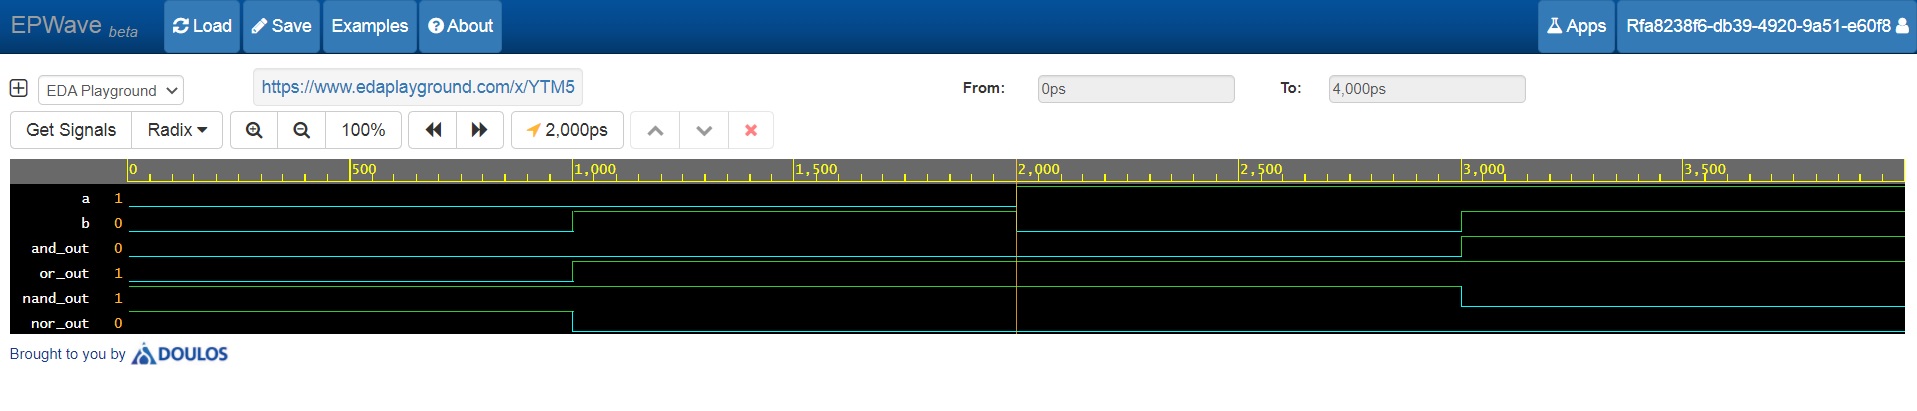 EPWave beta Load Save Examples About Apps Rfa8238f6-db39-4920-9a51-e60f8
EDA Playground https://www.edaplayground.com/x/YTM5 From: 0ps To: 4,000ps
Get Signals Radix 100% 2,000ps
0 500 1,000 1,500 2,000 2,500 3,000 3,500
a 1
b 0
and_out 0
or_out 1
nand_out 1
nor_out 0
Brought to you by DOULOS